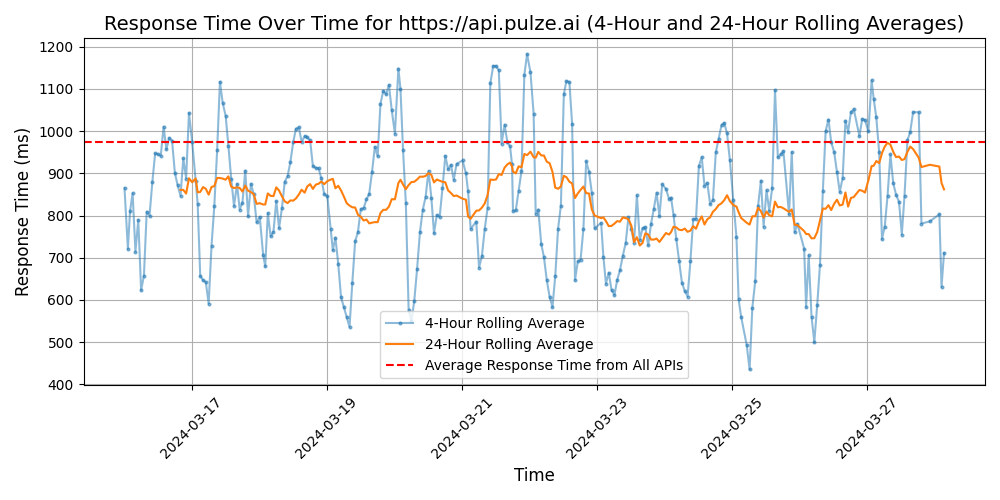 Response Time Over Time for https://api.pulze.ai (4-Hour and 24-Hour Rolling Averages)
1200
1100
1000
900
800
700
600
500
400
Response Time (ms)
4-Hour Rolling Average
24-Hour Rolling Average
Average Response Time from All APIs
2024-03-17
2024-03-19
2024-03-21
2024-03-23
2024-03-25
2024-03-27
Time